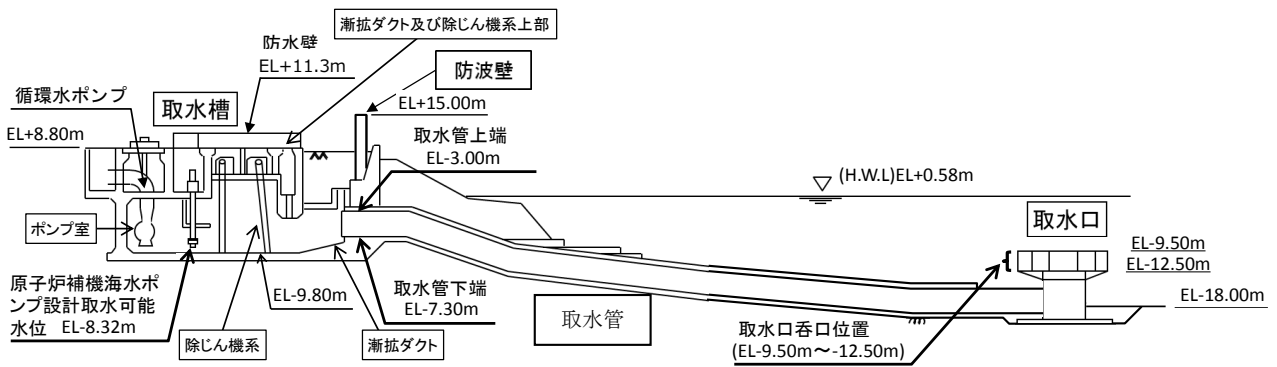 漸拡ダクト及び除じん機系上部
防水壁
EL+11.3m
防波壁
循環水ポンプ
取水槽
EL+15.00m
EL+8.80m
取水管上端
EL-3.00m
(H.W.L)EL+0.58m
取水口
ポンプ室
EL-9.50m
EL-12.50m
原子炉補機海水ポ
ンプ設計取水可能
水位 EL-8.32m
EL-9.80m
取水管下端
EL-7.30m
取水管
EL-18.00m
除じん機系
漸拡ダクト
取水口呑口位置
(EL-9.50m～-12.50m)